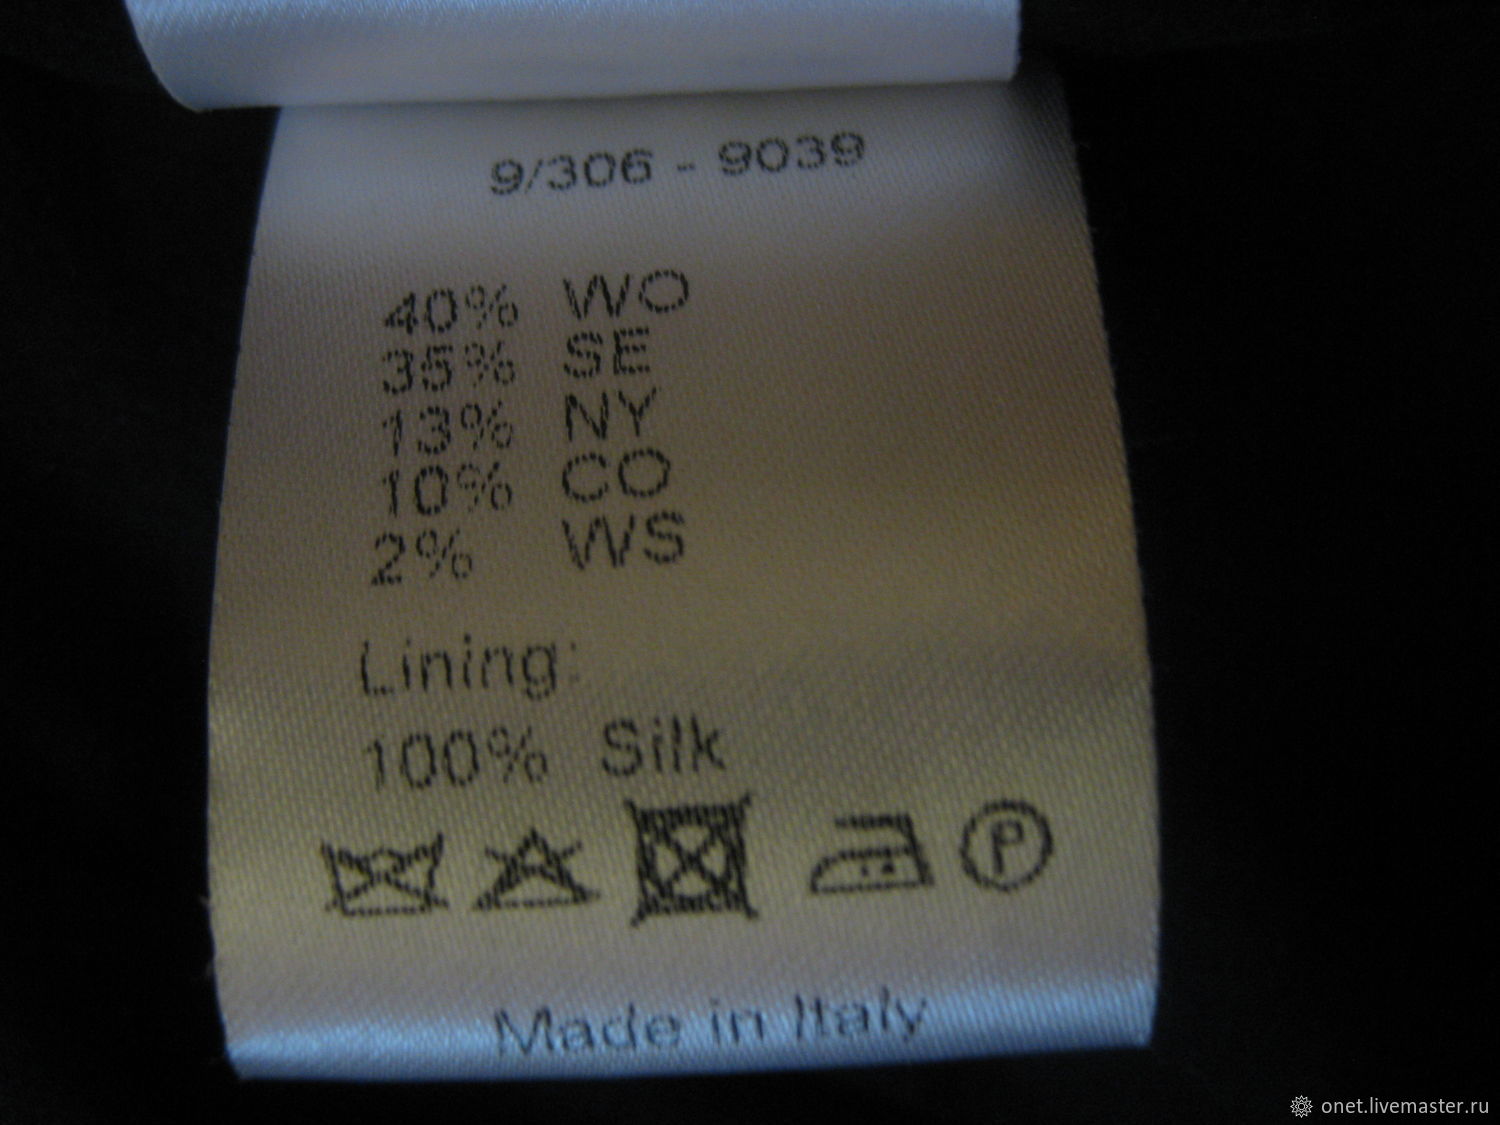 9/306 - 9039
40% WO
35% SE
13% NY
10% CO
2% WS
Lining:
100% Silk
P
Made in Italy
onet.livemaster.ru